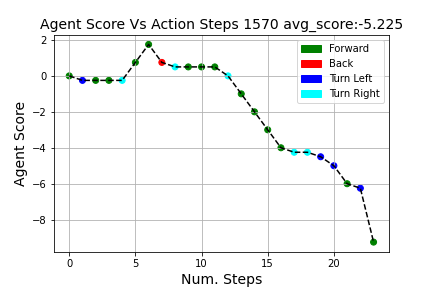 Agent Score Vs Action Steps 1570 avg_score:-5.225
2
0
−2
−4
−6
−8
Agent Score
Forward
Back
Turn Left
Turn Right
0 5 10 15 20
Num. Steps